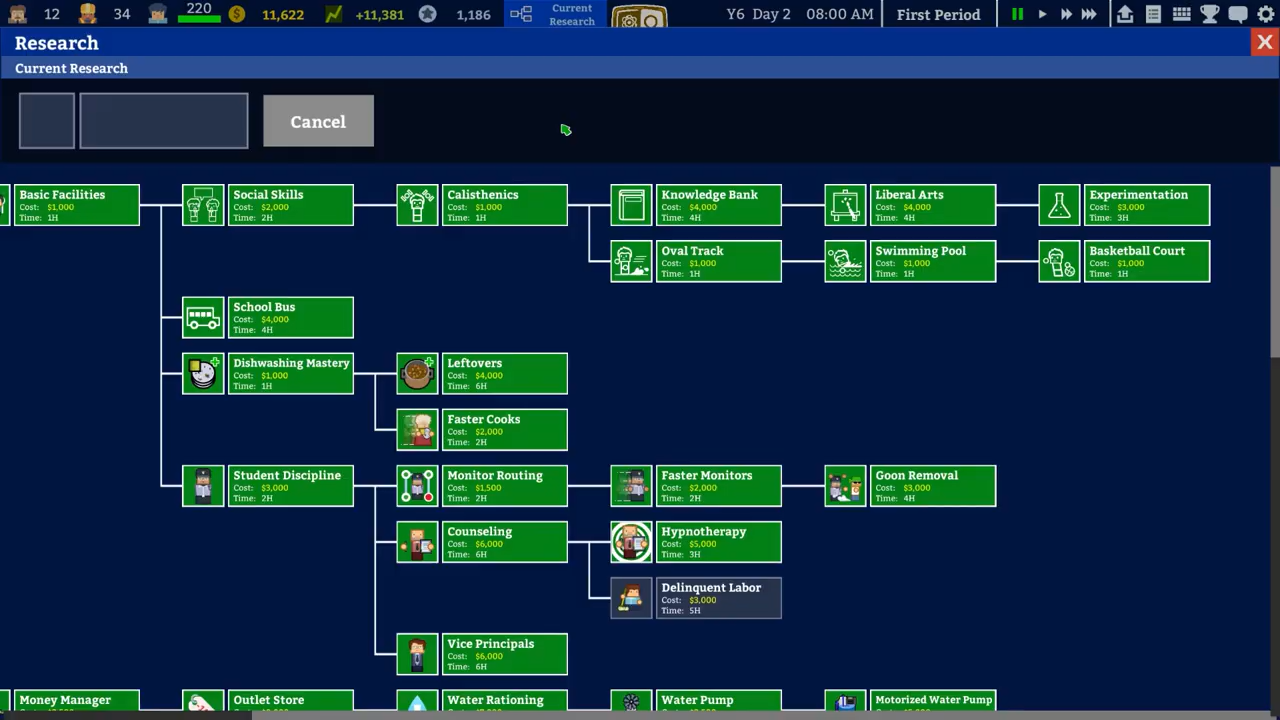 12 34 220 11,622 +11,381 1,186 Current Research Y6 Day 2 08:00 AM First Period
Research
Current Research
Cancel
Basic Facilities
Cost: $1,000
Time: 1H
Social Skills
Cost: $2,000
Time: 2H
Calisthenics
Cost: $1,000
Time: 1H
Knowledge Bank
Cost: $4,000
Time: 4H
Liberal Arts
Cost: $4,000
Time: 4H
Experimentation
Cost: $3,000
Time: 3H
Oval Track
Cost: $1,000
Time: 1H
Swimming Pool
Cost: $1,000
Time: 1H
Basketball Court
Cost: $1,000
Time: 1H
School Bus
Cost: $4,000
Time: 4H
Dishwashing Mastery
Cost: $1,000
Time: 1H
Leftovers
Cost: $4,000
Time: 6H
Faster Cooks
Cost: $2,000
Time: 2H
Student Discipline
Cost: $3,000
Time: 2H
Monitor Routing
Cost: $1,500
Time: 2H
Faster Monitors
Cost: $2,000
Time: 2H
Goon Removal
Cost: $3,000
Time: 4H
Counseling
Cost: $6,000
Time: 6H
Hypnotherapy
Cost: $5,000
Time: 3H
Delinquent Labor
Cost: $3,000
Time: 5H
Vice Principals
Cost: $6,000
Time: 6H
Money Manager
Outlet Store
Water Rationing
Water Pump
Motorized Water Pump